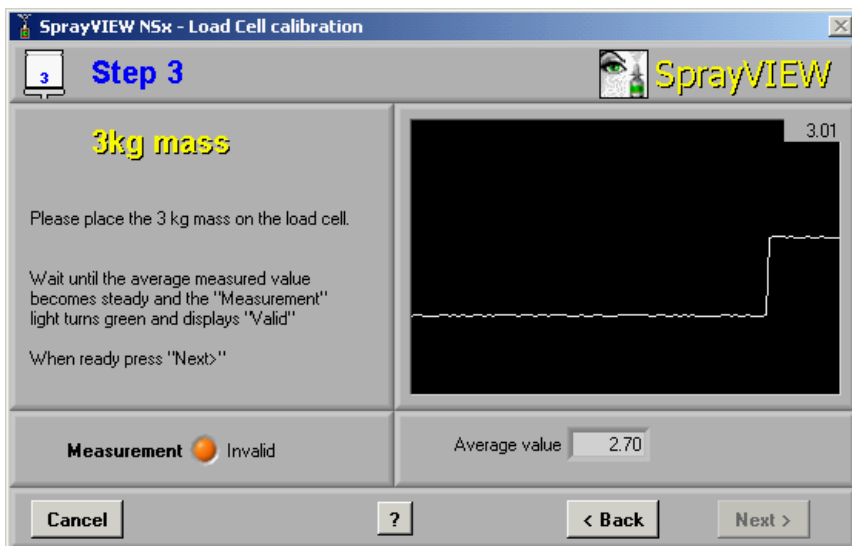 SprayVIEW NSx - Load Cell calibration
3
Step 3
SprayVIEW
3kg mass
3.01
Please place the 3 kg mass on the load cell.
Wait until the average measured value
becomes steady and the "Measurement"
light turns green and displays "Valid"
When ready press "Next>"
Measurement Invalid
Average value 2.70
Cancel
?
< Back
Next >